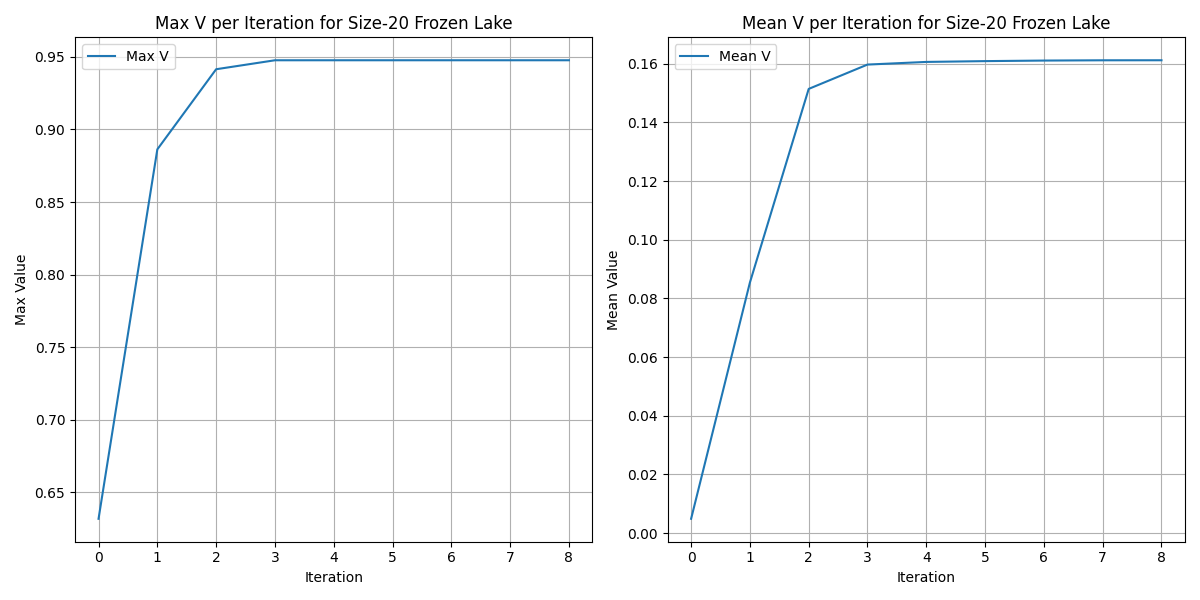 Max V per Iteration for Size-20 Frozen Lake
Max V
0.95
0.90
0.85
0.80
0.75
0.70
0.65
Max Value
0 1 2 3 4 5 6 7 8
Iteration
Mean V per Iteration for Size-20 Frozen Lake
Mean V
0.16
0.14
0.12
0.10
0.08
0.06
0.04
0.02
0.00
Mean Value
0 1 2 3 4 5 6 7 8
Iteration